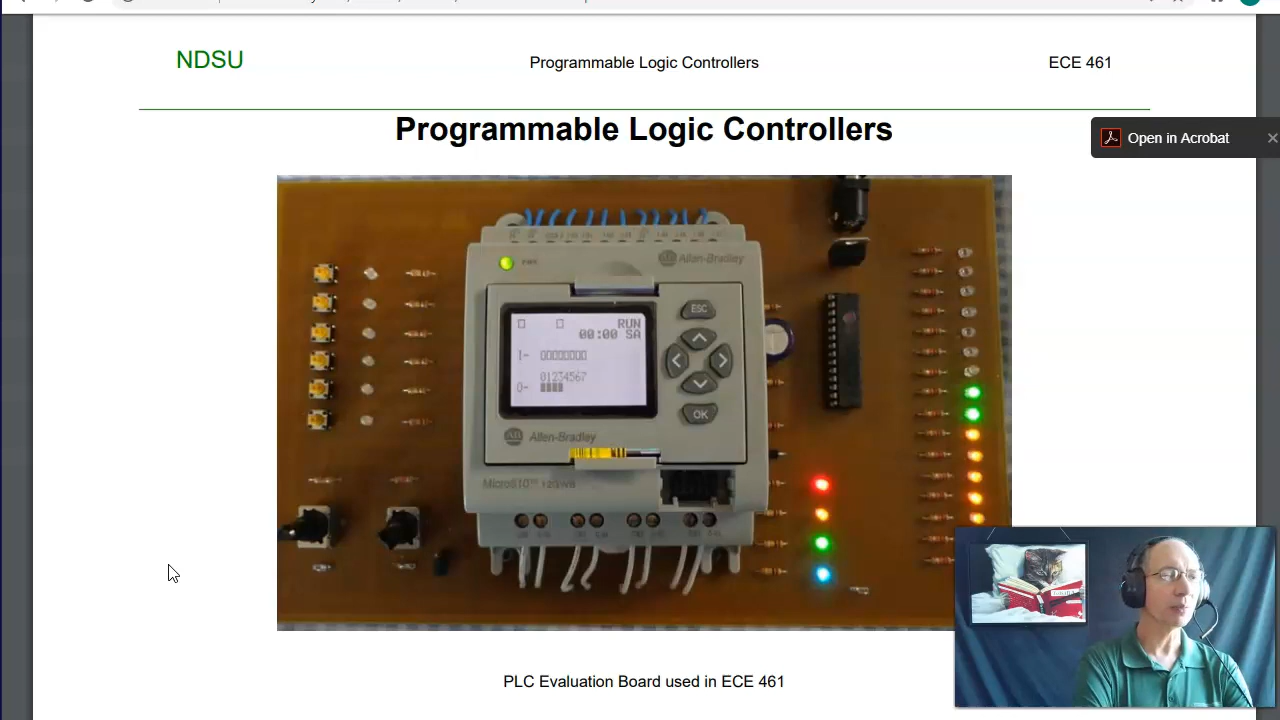 NDSU
Programmable Logic Controllers
ECE 461
Programmable Logic Controllers
Open in Acrobat
Allen-Bradley
ESC
RUN
00:00 SA
I-
01234567
O-
OK
Allen-Bradley
Micro810
PLC Evaluation Board used in ECE 461